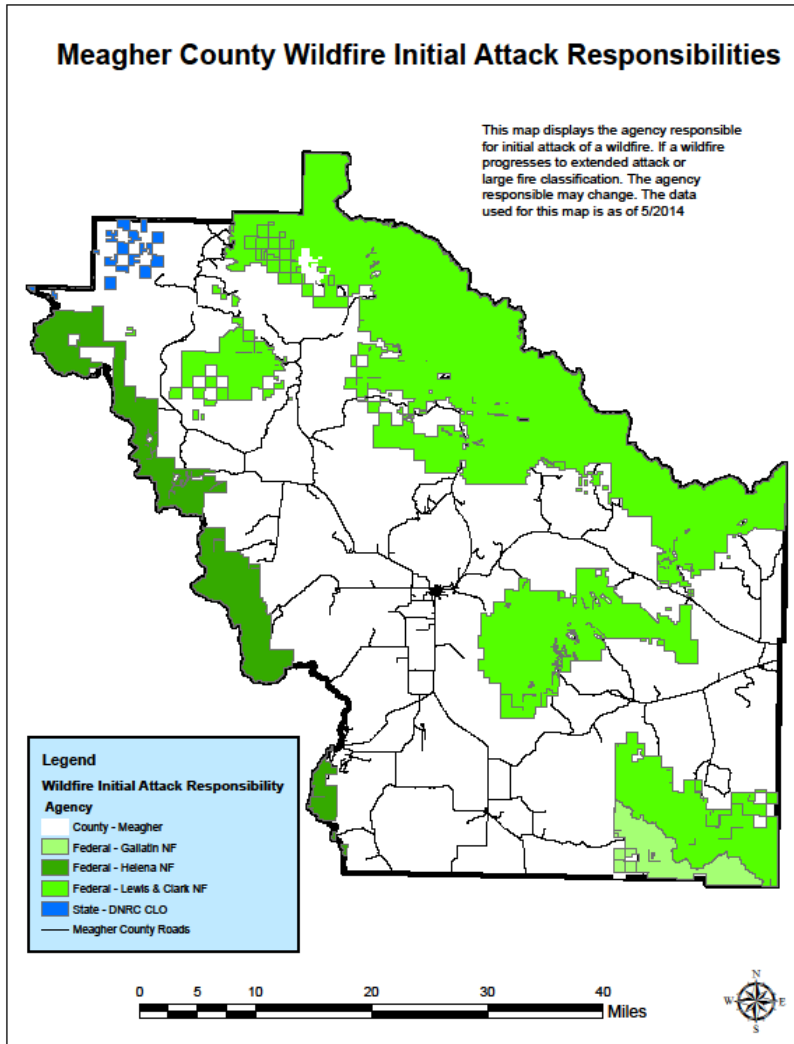 Meagher County Wildfire Initial Attack Responsibilities
This map displays the agency responsible
for initial attack of a wildfire. If a wildfire
progresses to extended attack or
large fire classification. The agency
responsible may change. The data
used for this map is as of 5/2014
Legend
Wildfire Initial Attack Responsibility
Agency
County - Meagher
Federal - Gallatin NF
Federal - Helena NF
Federal - Lewis & Clark NF
State - DNRC CLO
Meagher County Roads
0 5 10 20 30 40
Miles
N
W E
S